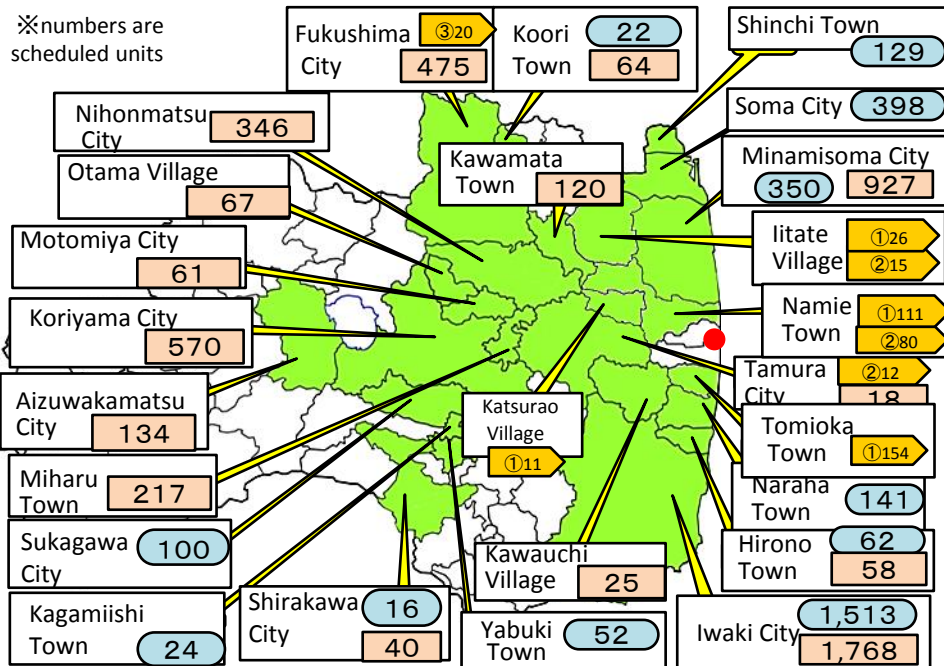 ※numbers are
scheduled units
Fukushima
City
③20
475
Koori
Town
22
64
Shinchi Town
129
Soma City
398
Nihonmatsu
City
346
Kawamata
Town
120
Minamisoma City
350
927
Otama Village
67
Iitate
Village
①26
②15
Motomiya City
61
Namie
Town
①111
②80
Koriyama City
570
Tamura
City
②12
18
Aizuwakamatsu
City
134
Katsurao
Village
①11
Tomioka
Town
①154
Miharu
Town
217
Naraha
Town
141
Sukagawa
City
100
Kawauchi
Village
25
Hirono
Town
62
58
Kagamiishi
Town
24
Shirakawa
City
16
40
Yabuki
Town
52
Iwaki City
1,513
1,768